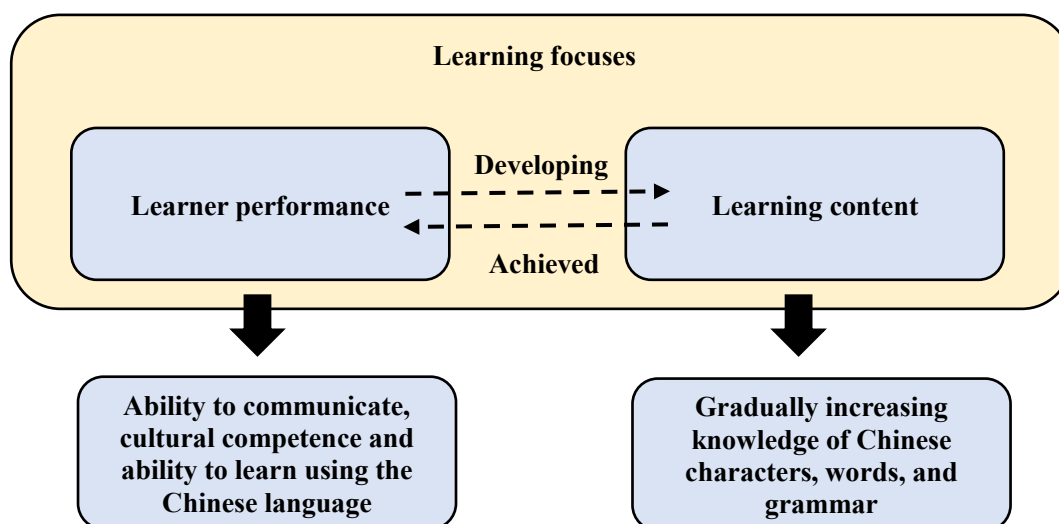 Learning focuses
Learner performance
Developing
Achieved
Learning content
Ability to communicate,
cultural competence and
ability to learn using the
Chinese language
Gradually increasing
knowledge of Chinese
characters, words, and
grammar